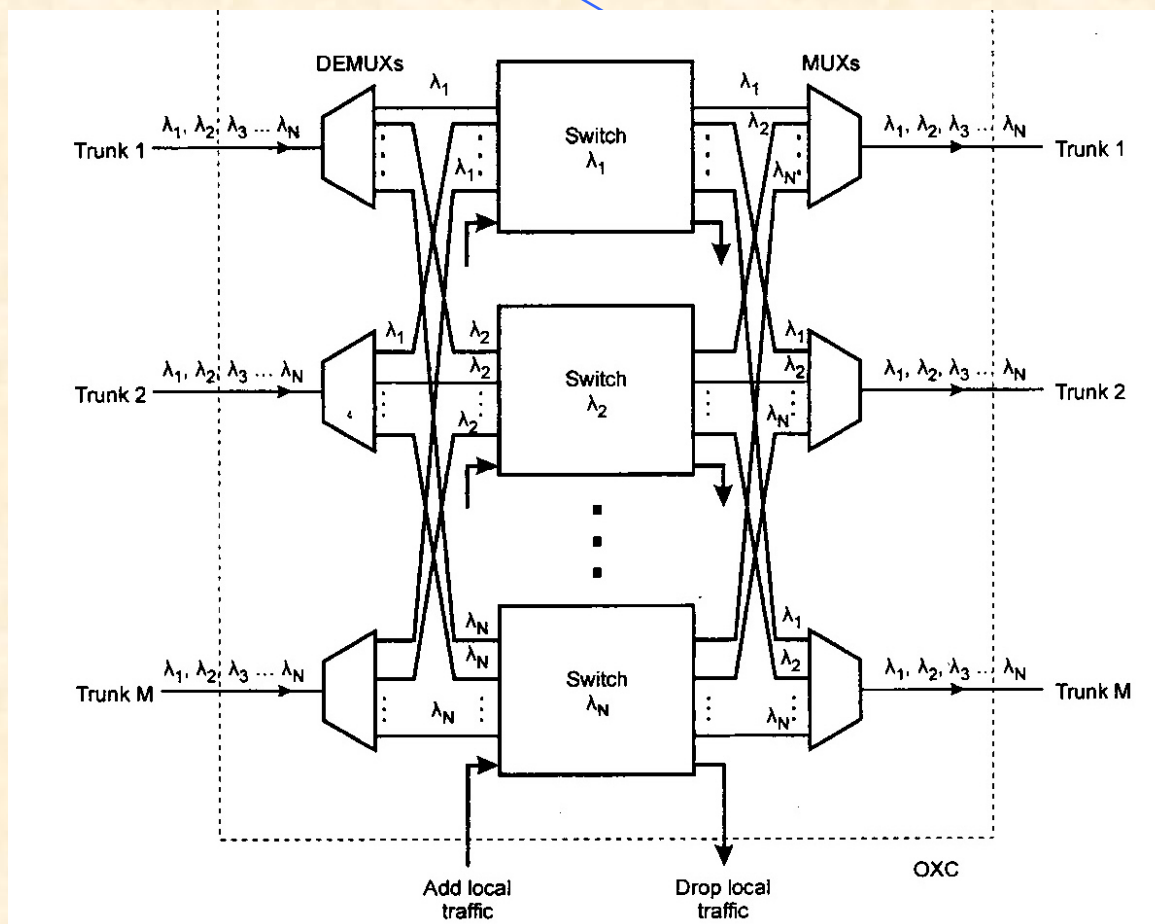 DEMUXs
MUXs
λ1
λ1
λ2
λ1, λ2, λ3 ... λN
Trunk 1
Switch
λ1
λ1
λN
λ1, λ2, λ3 ... λN
Trunk 1
λ1
λ2
λ1
λ1, λ2, λ3 ... λN
Trunk 2
λ2
λ2
Switch
λ2
λ2
λN
λ1, λ2, λ3 ... λN
Trunk 2
λN
λ1
λN
λ2
λ1, λ2, λ3 ... λN
Trunk M
λN
Switch
λN
λN
λ1, λ2, λ3 ... λN
Trunk M
OXC
Add local
traffic
Drop local
traffic